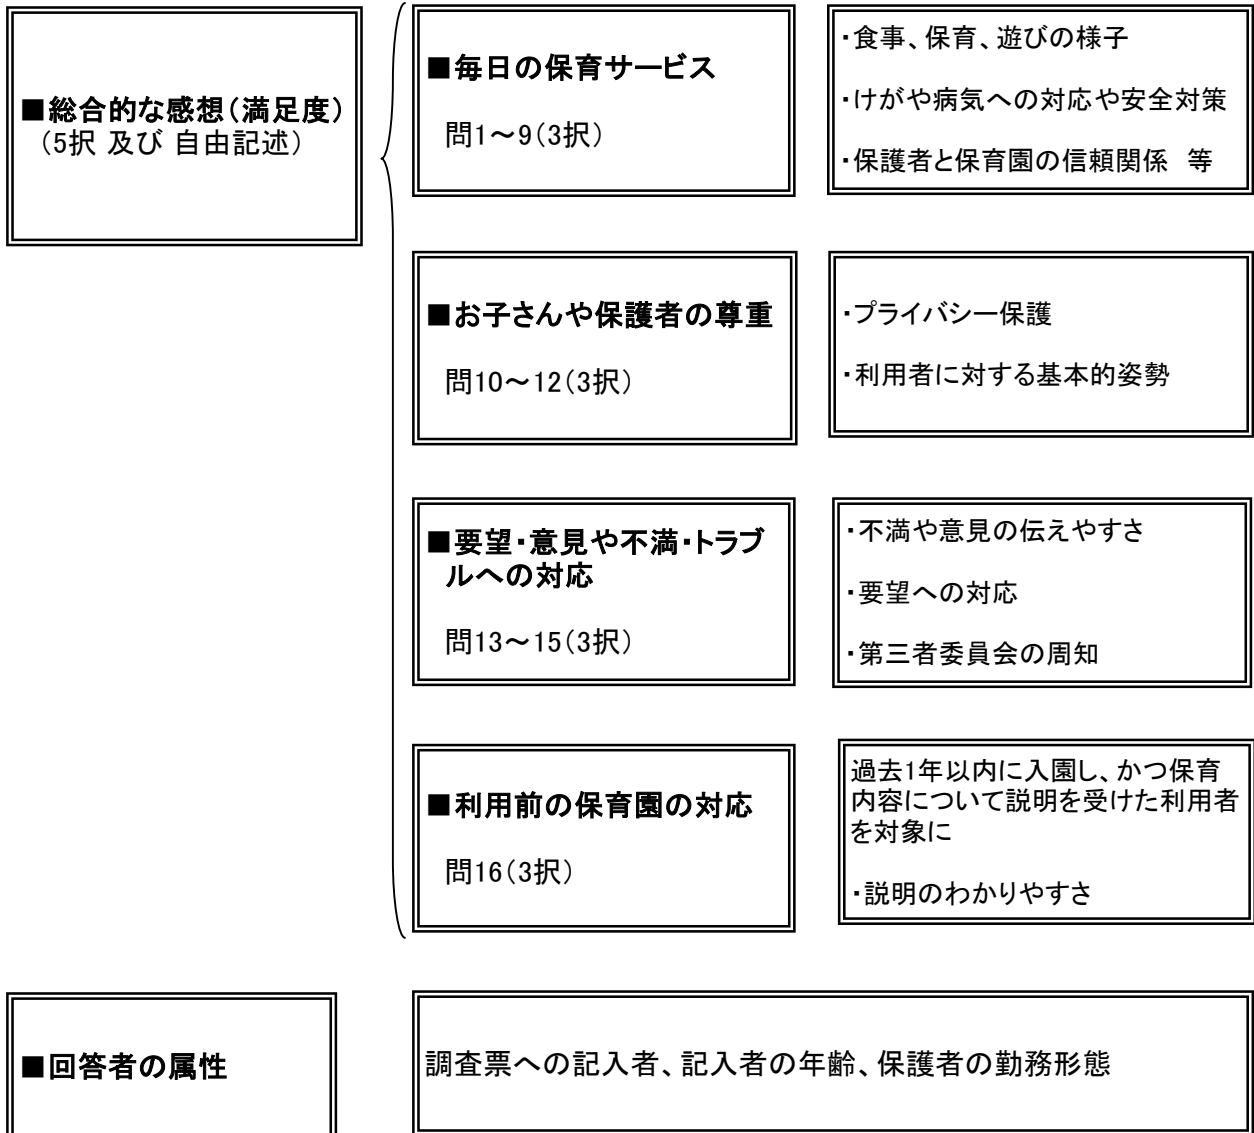 ■総合的な感想(満足度)
(5択 及び 自由記述)
■毎日の保育サービス
問1～9(3択)
・食事、保育、遊びの様子
・けがや病気への対応や安全対策
・保護者と保育園の信頼関係 等
■お子さんや保護者の尊重
問10～12(3択)
・プライバシー保護
・利用者に対する基本的姿勢
■要望・意見や不満・トラブ
ルへの対応
問13～15(3択)
・不満や意見の伝えやすさ
・要望への対応
・第三者委員会の周知
■利用前の保育園の対応
問16(3択)
過去1年以内に入園し、かつ保育
内容について説明を受けた利用者
を対象に
・説明のわかりやすさ
■回答者の属性
調査票への記入者、記入者の年齢、保護者の勤務形態